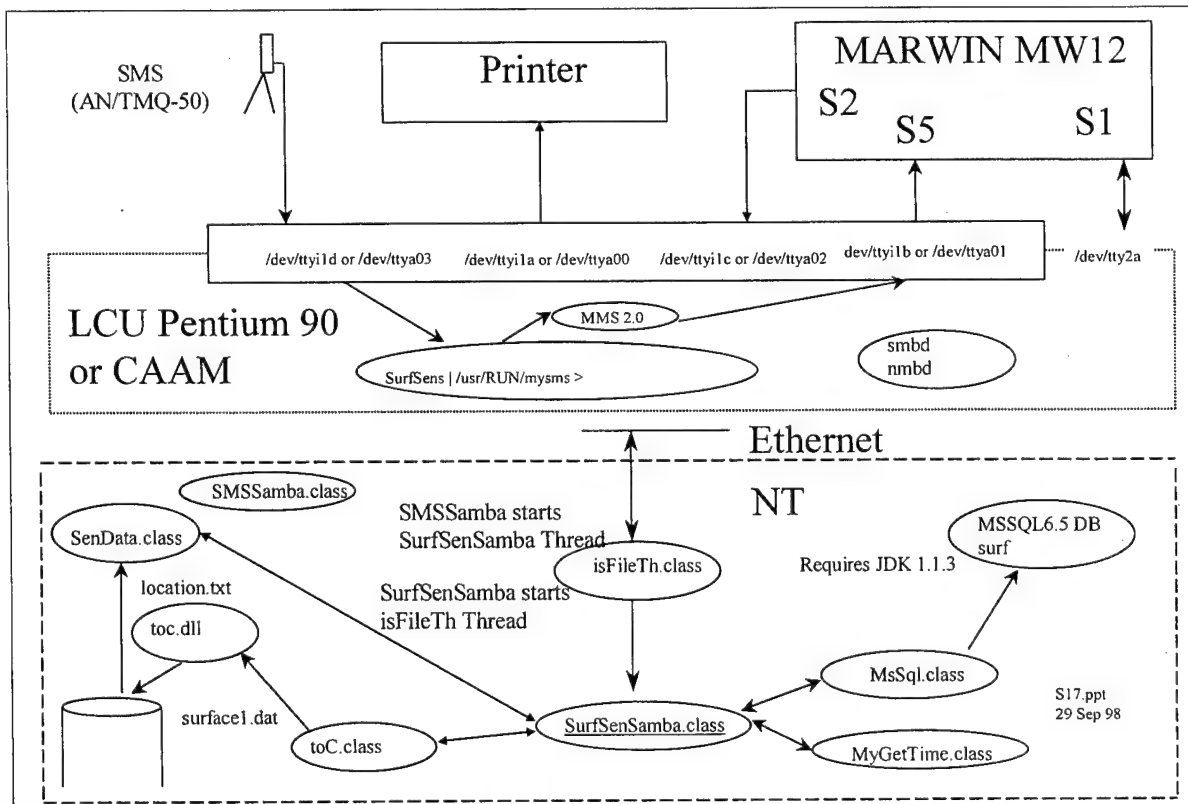 SMS
(AN/TMQ-50)
Printer
MARWIN MW12
S2
S5
S1
/dev/ttyi1d or /dev/ttya03
/dev/ttyi1a or /dev/ttya00
/dev/ttyi1c or /dev/ttya02
dev/ttyi1b or /dev/ttya01
/dev/tty2a
LCU Pentium 90
or CAAM
MMS 2.0
SurfSens | /usr/RUN/mysms >
smbd
nmbd
Ethernet
NT
SMSSamba.class
SenData.class
SMSSamba starts
SurfSenSamba Thread
isFileTh.class
MSSQL6.5 DB
surf
Requires JDK 1.1.3
location.txt
SurfSenSamba starts
isFileTh Thread
toc.dll
MsSql.class
surface1.dat
toC.class
SurfSenSamba.class
MyGetTime.class
S17.ppt
29 Sep 98